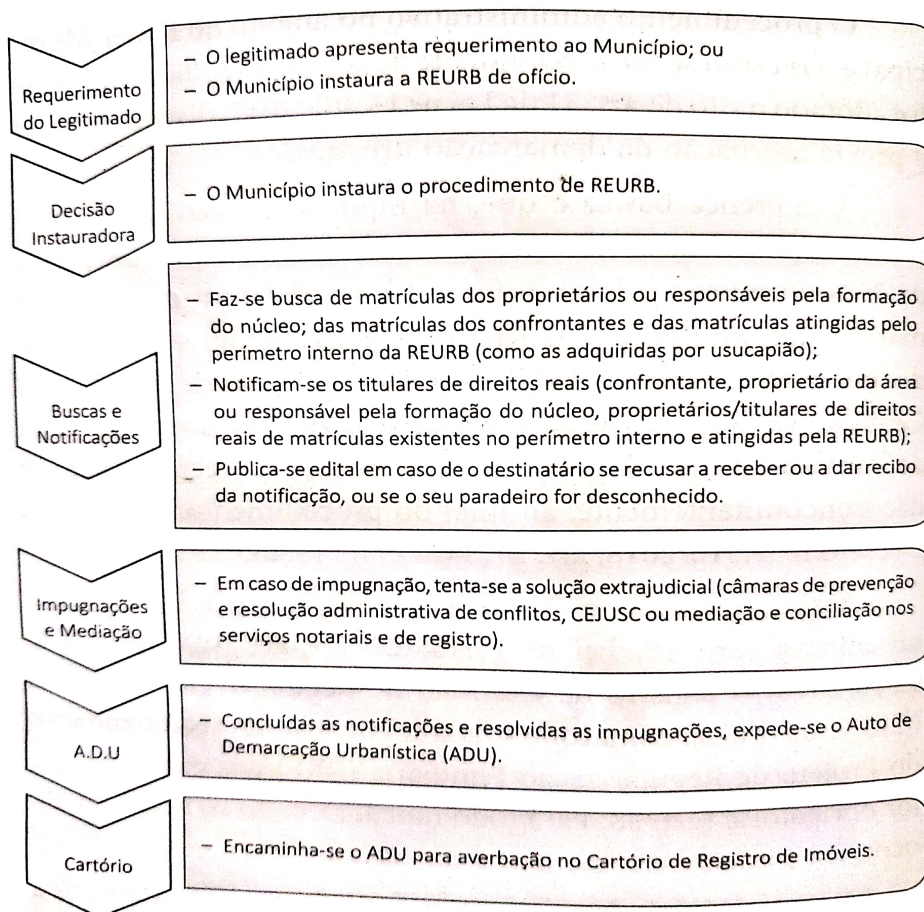 Requerimento
do Legitimado
– O legitimado apresenta requerimento ao Município; ou
– O Município instaura a REURB de ofício.
Decisão
Instauradora
– O Município instaura o procedimento de REURB.
Buscas e
Notificações
– Faz-se busca de matrículas dos proprietários ou responsáveis pela formação
do núcleo; das matrículas dos confrontantes e das matrículas atingidas pelo
perímetro interno da REURB (como as adquiridas por usucapião);
– Notificam-se os titulares de direitos reais (confrontante, proprietário da área
ou responsável pela formação do núcleo, proprietários/titulares de direitos
reais de matrículas existentes no perímetro interno e atingidas pela REURB);
– Publica-se edital em caso de o destinatário se recusar a receber ou a dar recibo
da notificação, ou se o seu paradeiro for desconhecido.
Impugnações
e Mediação
– Em caso de impugnação, tenta-se a solução extrajudicial (câmaras de prevenção
e resolução administrativa de conflitos, CEJUSC ou mediação e conciliação nos
serviços notariais e de registro).
A.D.U
– Concluídas as notificações e resolvidas as impugnações, expede-se o Auto de
Demarcação Urbanística (ADU).
Cartório
– Encaminha-se o ADU para averbação no Cartório de Registro de Imóveis.